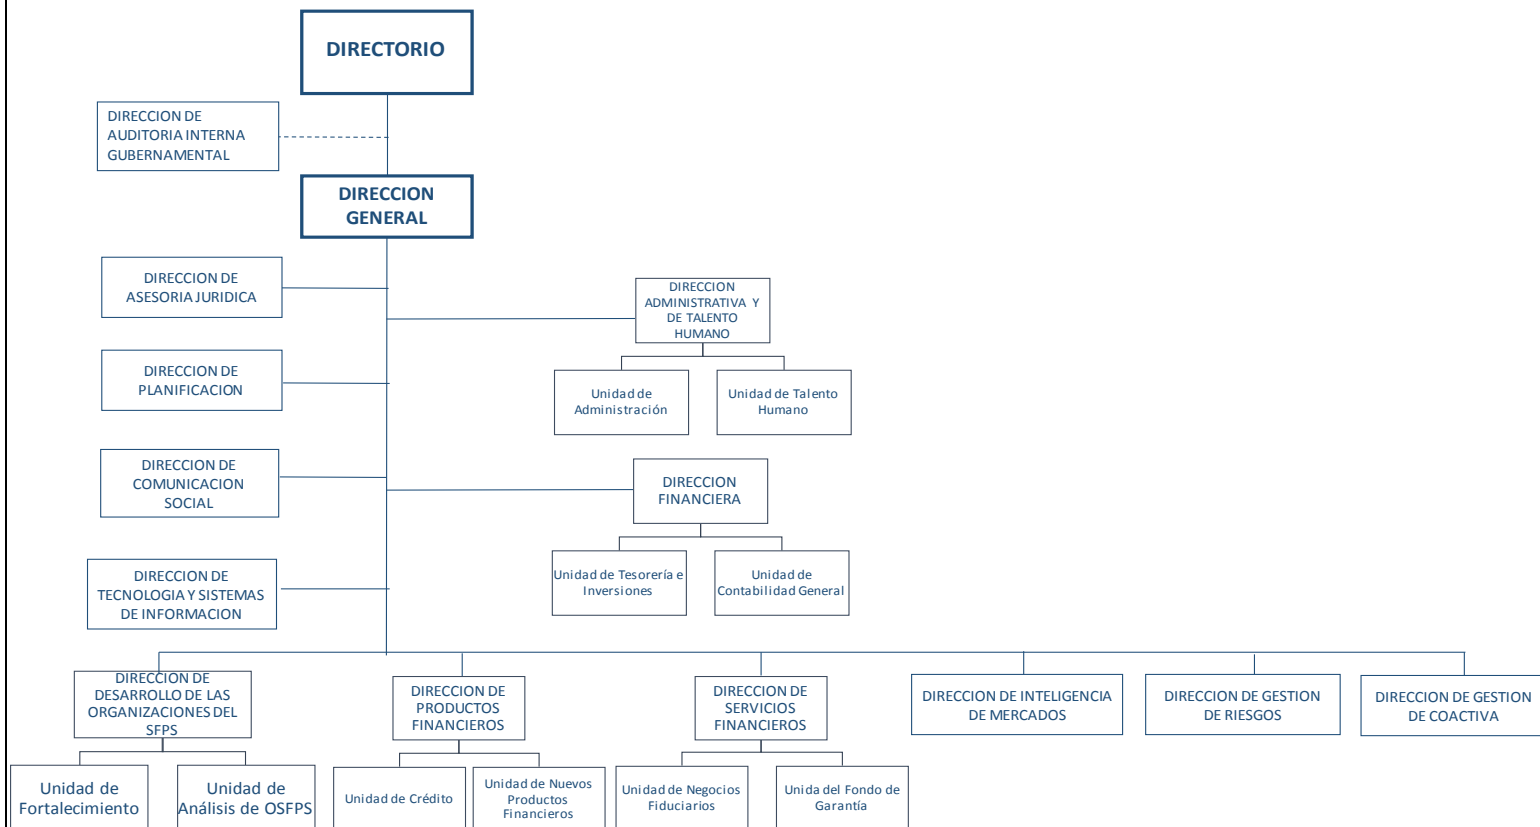 DIRECTORIO
DIRECCION DE
AUDITORIA INTERNA
GUBERNAMENTAL
DIRECCION
GENERAL
DIRECCION DE
ASESORIA JURIDICA
DIRECCION
ADMINISTRATIVA Y
DE TALENTO
HUMANO
DIRECCION DE
PLANIFICACION
Unidad de
Administración
Unidad de Talento
Humano
DIRECCION DE
COMUNICACION
SOCIAL
DIRECCION
FINANCIERA
DIRECCION DE
TECNOLOGIA Y SISTEMAS
DE INFORMACION
Unidad de Tesorería e
Inversiones
Unidad de
Contabilidad General
DIRECCION DE
DESARROLLO DE LAS
ORGANIZACIONES DEL
SFPS
DIRECCION DE
PRODUCTOS
FINANCIEROS
DIRECCION DE
SERVICIOS
FINANCIEROS
DIRECCION DE INTELIGENCIA
DE MERCADOS
DIRECCION DE GESTION
DE RIESGOS
DIRECCION DE GESTION
DE COACTIVA
Unidad de
Fortalecimiento
Unidad de
Análisis de OSFPS
Unidad de Crédito
Unidad de Nuevos
Productos
Financieros
Unidad de Negocios
Fiduciarios
Unida del Fondo de
Garantía